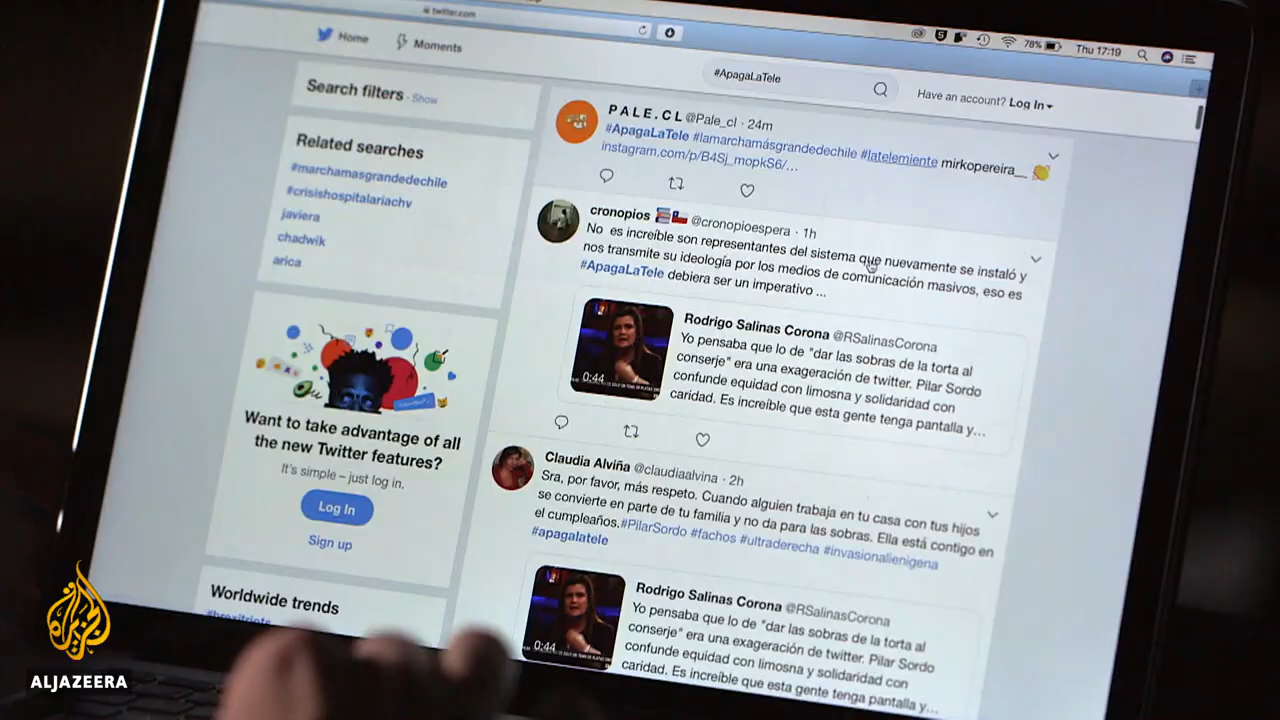 twitter.com
78%
Thu 17:19
Home
Moments
#ApagaLaTele
Have an account? Log In
Search filters · Show
Related searches
#marchamasgrandedechile
#crisishospitalariachv
javiera
chadwik
arica
Want to take advantage of all
the new Twitter features?
It's simple – just log in.
Log In
Sign up
Worldwide trends
#brexitriots
PALE.CL @Pale_cl · 24m
#ApagaLaTele #lamarchamásgrandedechile #latelemiente mirkopereira__
instagram.com/p/B4Sj_mopkS6/...
cronopios @cronopioespera · 1h
No es increíble son representantes del sistema que nuevamente se instaló y
nos transmite su ideología por los medios de comunicación masivos, eso es
#ApagaLaTele debiera ser un imperativo ...
Rodrigo Salinas Corona @RSalinasCorona
Yo pensaba que lo de "dar las sobras de la torta al
conserje" era una exageración de twitter. Pilar Sordo
confunde equidad con limosna y solidaridad con
caridad. Es increíble que esta gente tenga pantalla y...
0:44
Claudia Alviña @claudiaalvina · 2h
Sra, por favor, más respeto. Cuando alguien trabaja en tu casa con tus hijos
se convierte en parte de tu familia y no da para las sobras. Ella está contigo en
el cumpleaños.#PilarSordo #fachos #ultraderecha #invasionalienigena
#apagalatele
Rodrigo Salinas Corona @RSalinasCorona
Yo pensaba que lo de "dar las sobras de la torta al
conserje" era una exageración de twitter. Pilar Sordo
confunde equidad con limosna y solidaridad con
caridad. Es increíble que esta gente tenga pantalla y...
0:44
ALJAZEERA